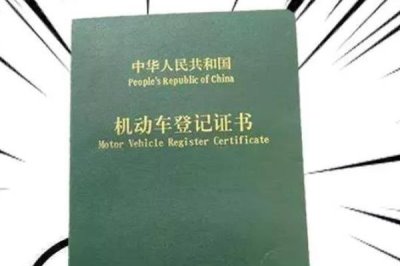 中华人民共和国
People's Republic of China
机动车登记证书
Motor Vehicle Register Certificate